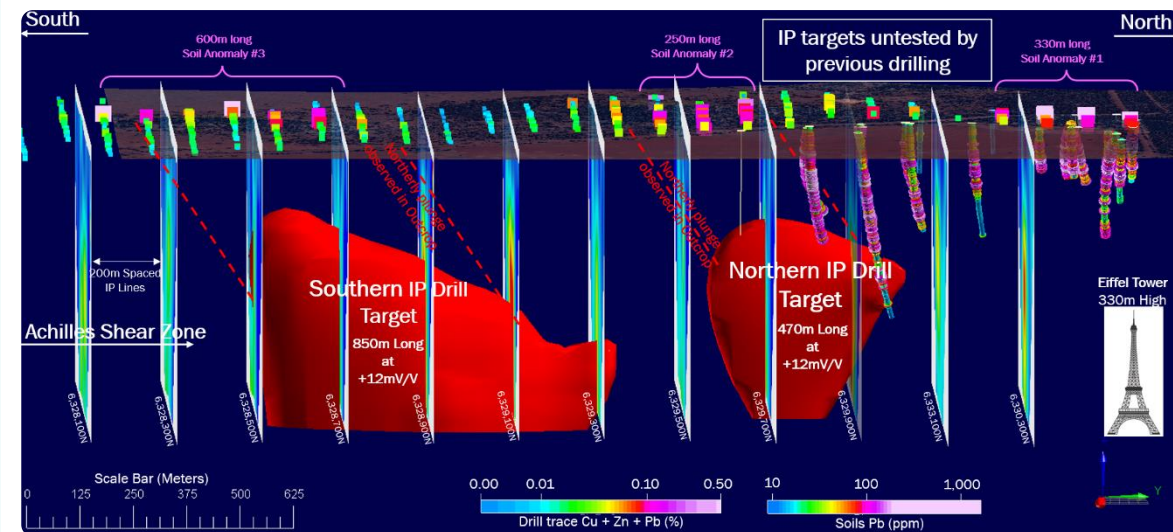 South
North
600m long
Soil Anomaly #3
250m long
Soil Anomaly #2
IP targets untested by
previous drilling
330m long
Soil Anomaly #1
Northerly plunge
observed in Outcrop
Northerly plunge
observed in Outcrop
200m Spaced
IP Lines
Southern IP Drill
Target
850m Long
at
+12mV/V
Northern IP Drill
Target
470m Long
at
+12mV/V
Eiffel Tower
330m High
Achilles Shear Zone
6,328,100N
6,328,300N
6,328,500N
6,328,700N
6,328,900N
6,329,100N
6,329,300N
6,329,500N
6,329,700N
6,329,900N
6,333,100N
6,330,300N
Scale Bar (Meters)
0 125 250 375 500 625
0.00 0.01 0.10 0.50
Drill trace Cu + Zn + Pb (%)
10 100 1,000
Soils Pb (ppm)
Y